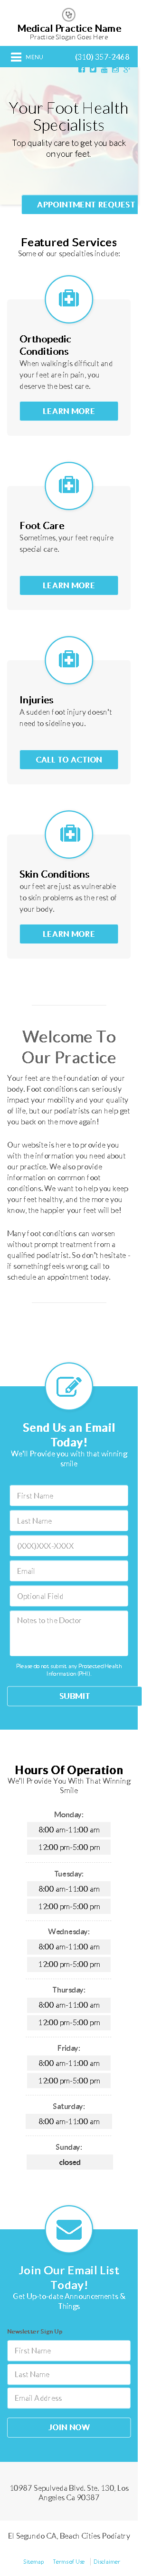 Medical Practice Name
Practice Slogan Goes Here
MENU
(310) 357-2468
Your Foot Health
Specialists
Top quality care to get you back
on your feet.
APPOINTMENT REQUEST
Featured Services
Some of our specialties include:
Orthopedic
Conditions
When walking is difficult and
your feet are in pain, you
deserve the best care.
LEARN MORE
Foot Care
Sometimes, your feet require
special care.
LEARN MORE
Injuries
A sudden foot injury doesn't
need to sideline you.
CALL TO ACTION
Skin Conditions
our feet are just as vulnerable
to skin problems as the rest of
your body.
LEARN MORE
Welcome To
Our Practice
Your feet are the foundation of your
body. Foot conditions can seriously
impact your mobility and your quality
of life, but our podiatrists can help get
you back on the move again!
Our website is here to provide you
with the information you need about
our practice. We also provide
information on common foot
conditions. We want to help you keep
your feet healthy, and the more you
know, the happier your feet will be!
Many foot conditions can worsen
without prompt treatment from a
qualified podiatrist. So don't hesitate -
if something feels wrong, call to
schedule an appointment today.
Send Us an Email
Today!
We'll Provide you with that winning
smile
First Name
Last Name
(XXX)XXX-XXXX
Email
Optional Field
Notes to the Doctor
Please do not submit any Protected Health
Information (PHI).
SUBMIT
Hours Of Operation
We'll Provide You With That Winning
Smile
Monday:
8:00 am-11:00 am
12:00 pm-5:00 pm
Tuesday:
8:00 am-11:00 am
12:00 pm-5:00 pm
Wednesday:
8:00 am-11:00 am
12:00 pm-5:00 pm
Thursday:
8:00 am-11:00 am
12:00 pm-5:00 pm
Friday:
8:00 am-11:00 am
12:00 pm-5:00 pm
Saturday:
8:00 am-11:00 am
Sunday:
closed
Join Our Email List
Today!
Get Up-to-date Announcements &
Things
Newsletter Sign Up
First Name
Last Name
Email Address
JOIN NOW
10987 Sepulveda Blvd, Ste. 130, Los
Angeles Ca 90387
El Segundo CA, Beach Cities Podiatry
Sitemap | Terms of Use | Disclaimer